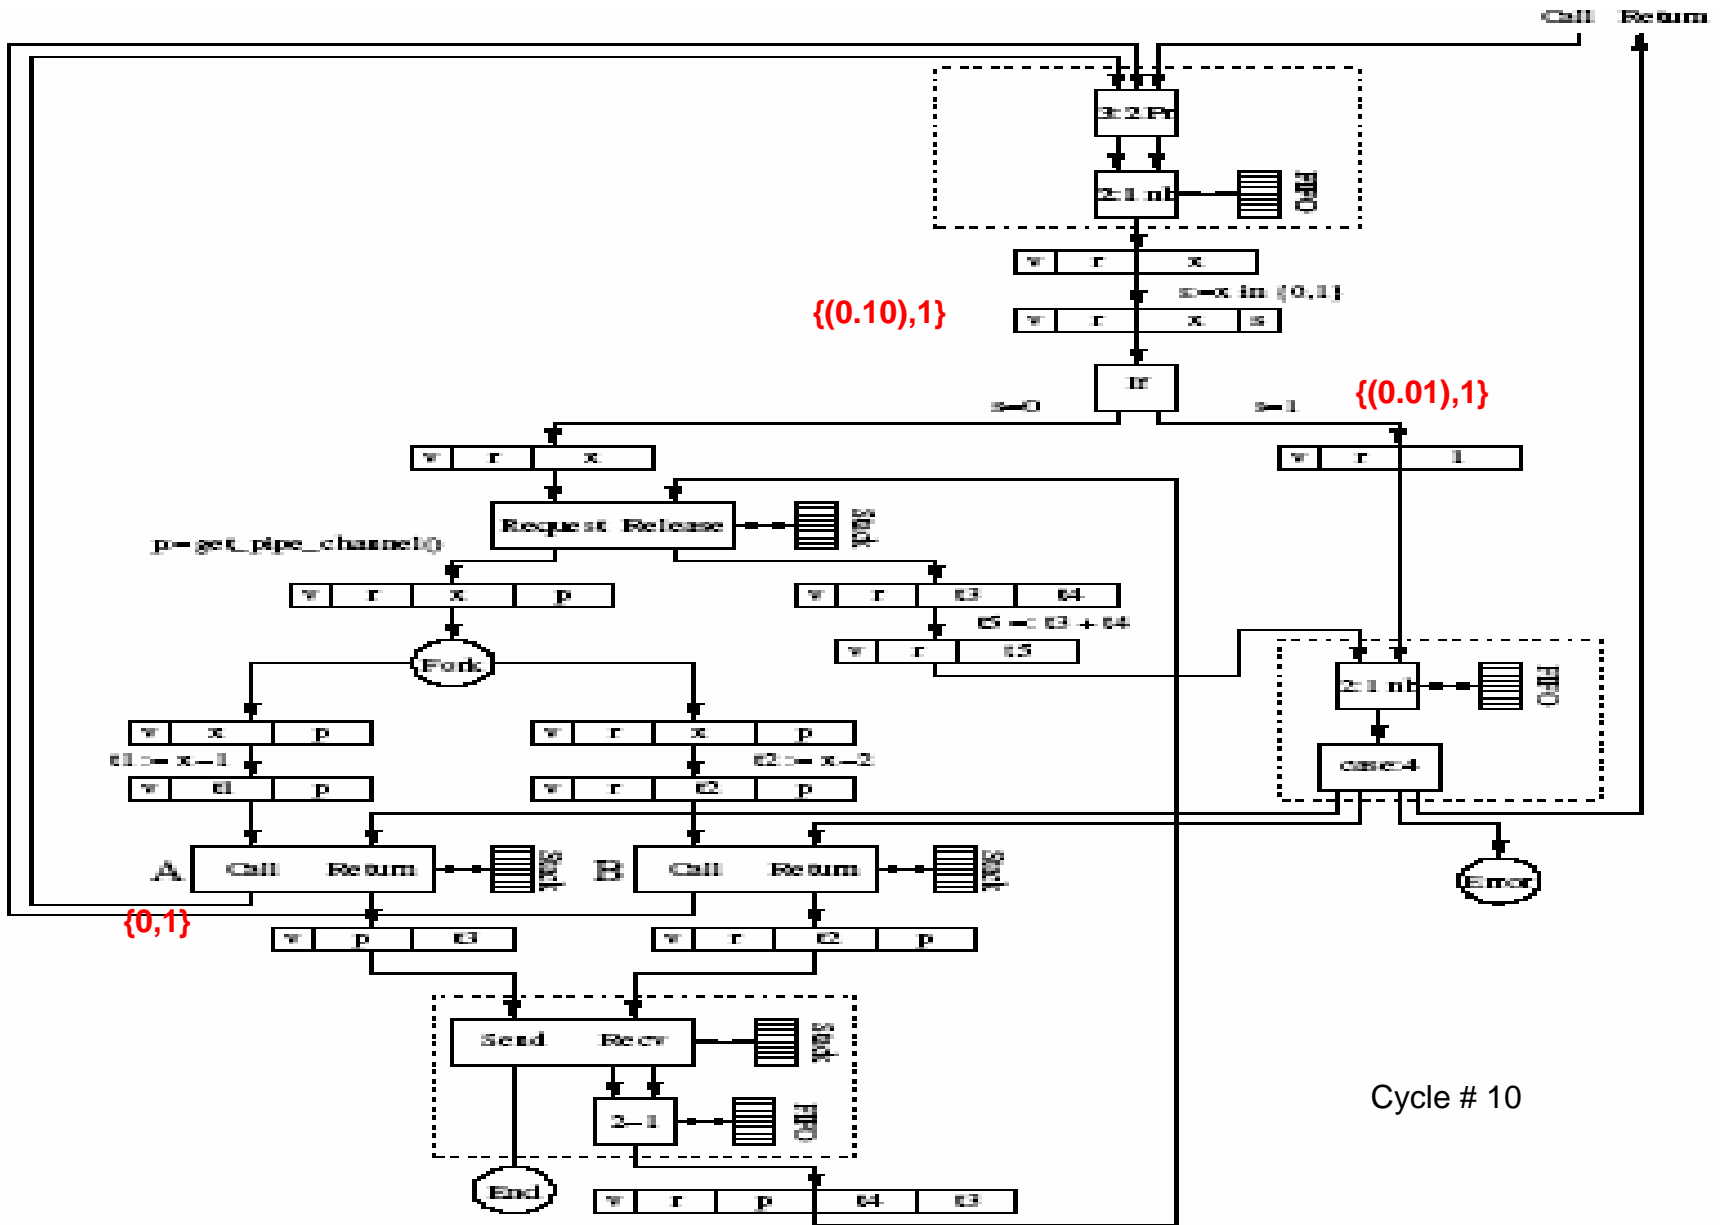 Call Return
3:2 Pr
2:1 nb
FIFO
v r x
s=x in {0,1}
{(0.10),1}
v r x s
If
s=0
s=1
{(0.01),1}
v r x
v r 1
Request Release
Stack
p=get_pipe_channel()
v r x p
v r t3 t4
t5 =: t3 + t4
v r t5
Fork
2:1 nb
FIFO
v x p
v r x p
t1 := x-1
t2 := x-2
v t1 p
v r t2 p
case:4
A
Call Return
Stack
B
Call Return
Stack
Error
{0,1}
v p t3
v r t2 p
Send Recv
Stack
2-1
FIFO
Cycle # 10
End
v r p t4 t3